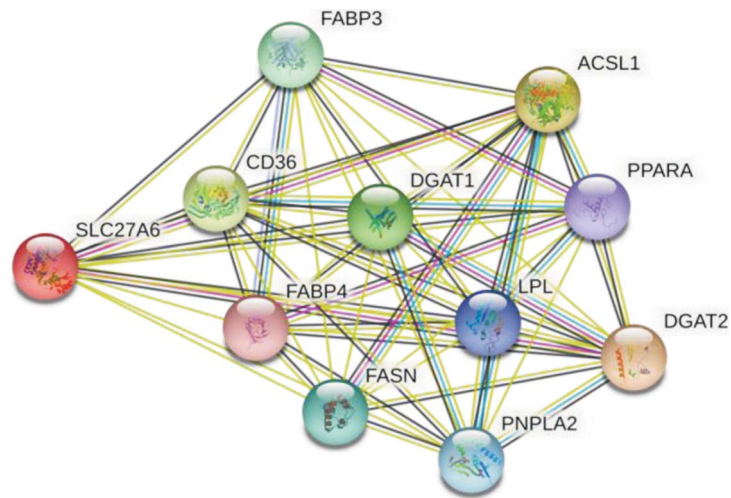 FABP3
ACSL1
CD36
DGAT1
PPARA
SLC27A6
FABP4
LPL
DGAT2
FASN
PNPLA2